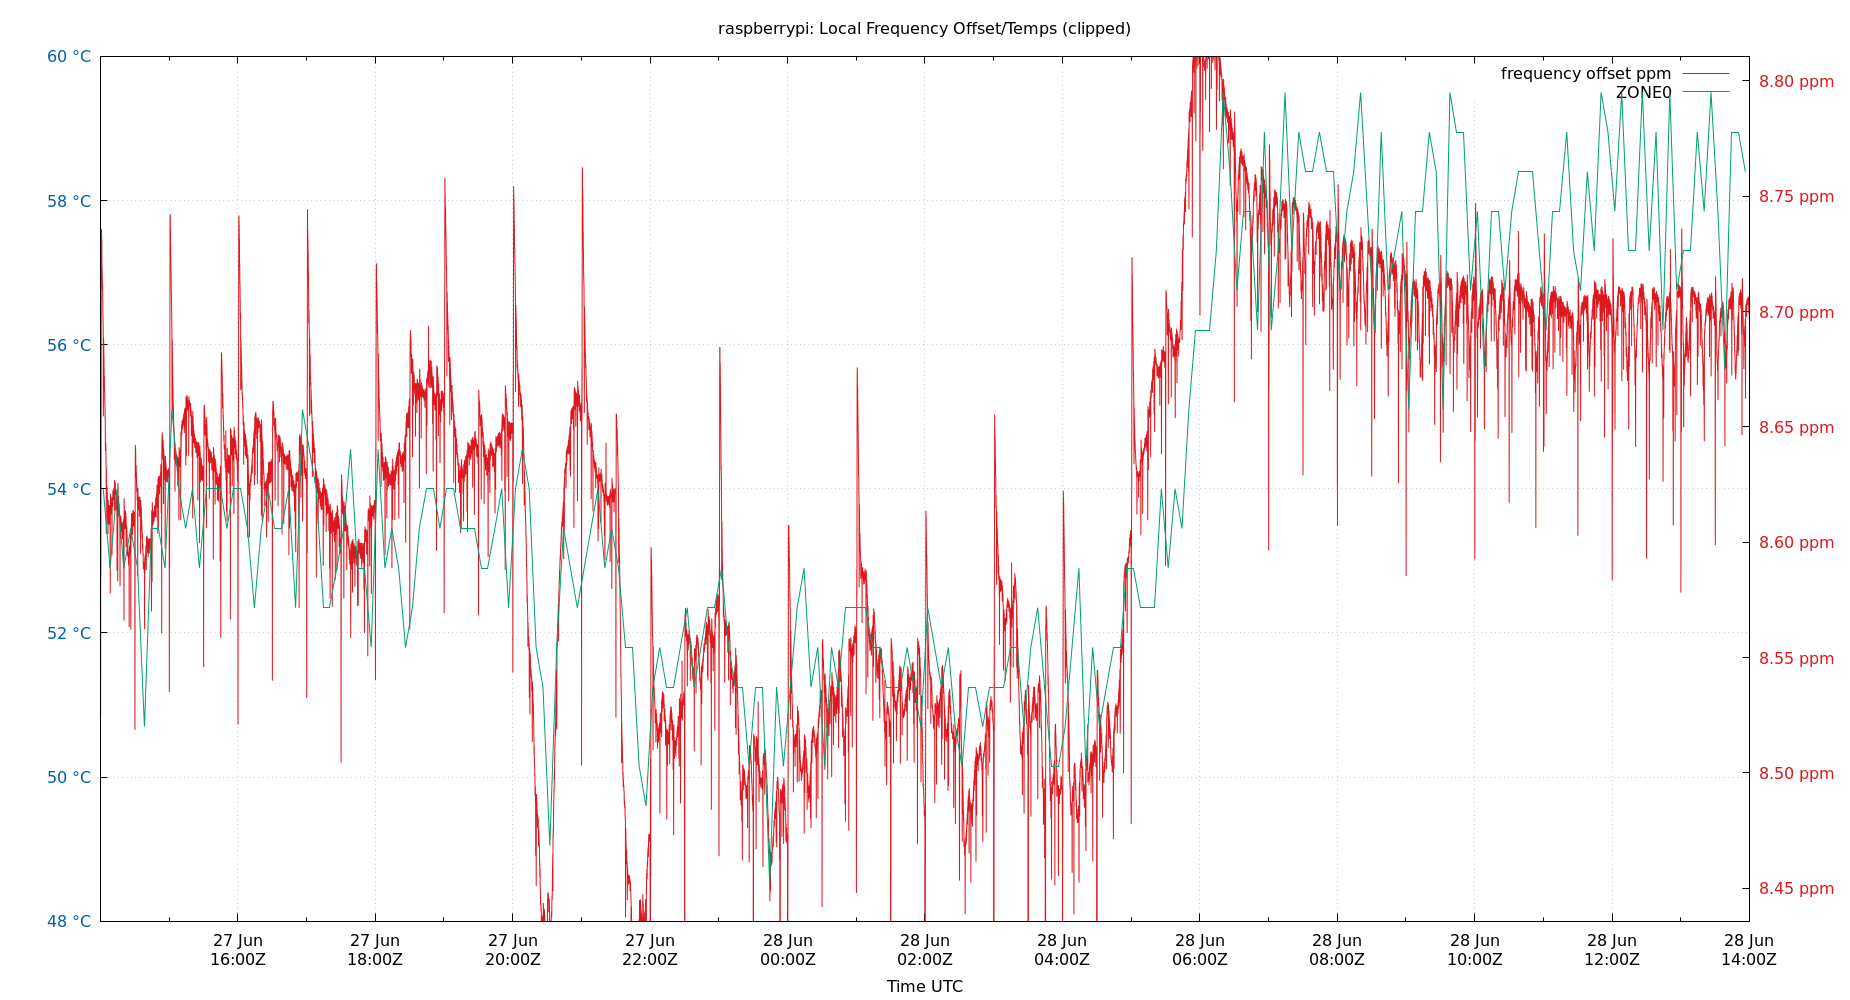 raspberrypi: Local Frequency Offset/Temps (clipped)
frequency offset ppm
ZONE0
60 °C
58 °C
56 °C
54 °C
52 °C
50 °C
48 °C
8.80 ppm
8.75 ppm
8.70 ppm
8.65 ppm
8.60 ppm
8.55 ppm
8.50 ppm
8.45 ppm
27 Jun 27 Jun 27 Jun 27 Jun 28 Jun 28 Jun 28 Jun 28 Jun 28 Jun 28 Jun 28 Jun 28 Jun
16:00Z 18:00Z 20:00Z 22:00Z 00:00Z 02:00Z 04:00Z 06:00Z 08:00Z 10:00Z 12:00Z 14:00Z
Time UTC